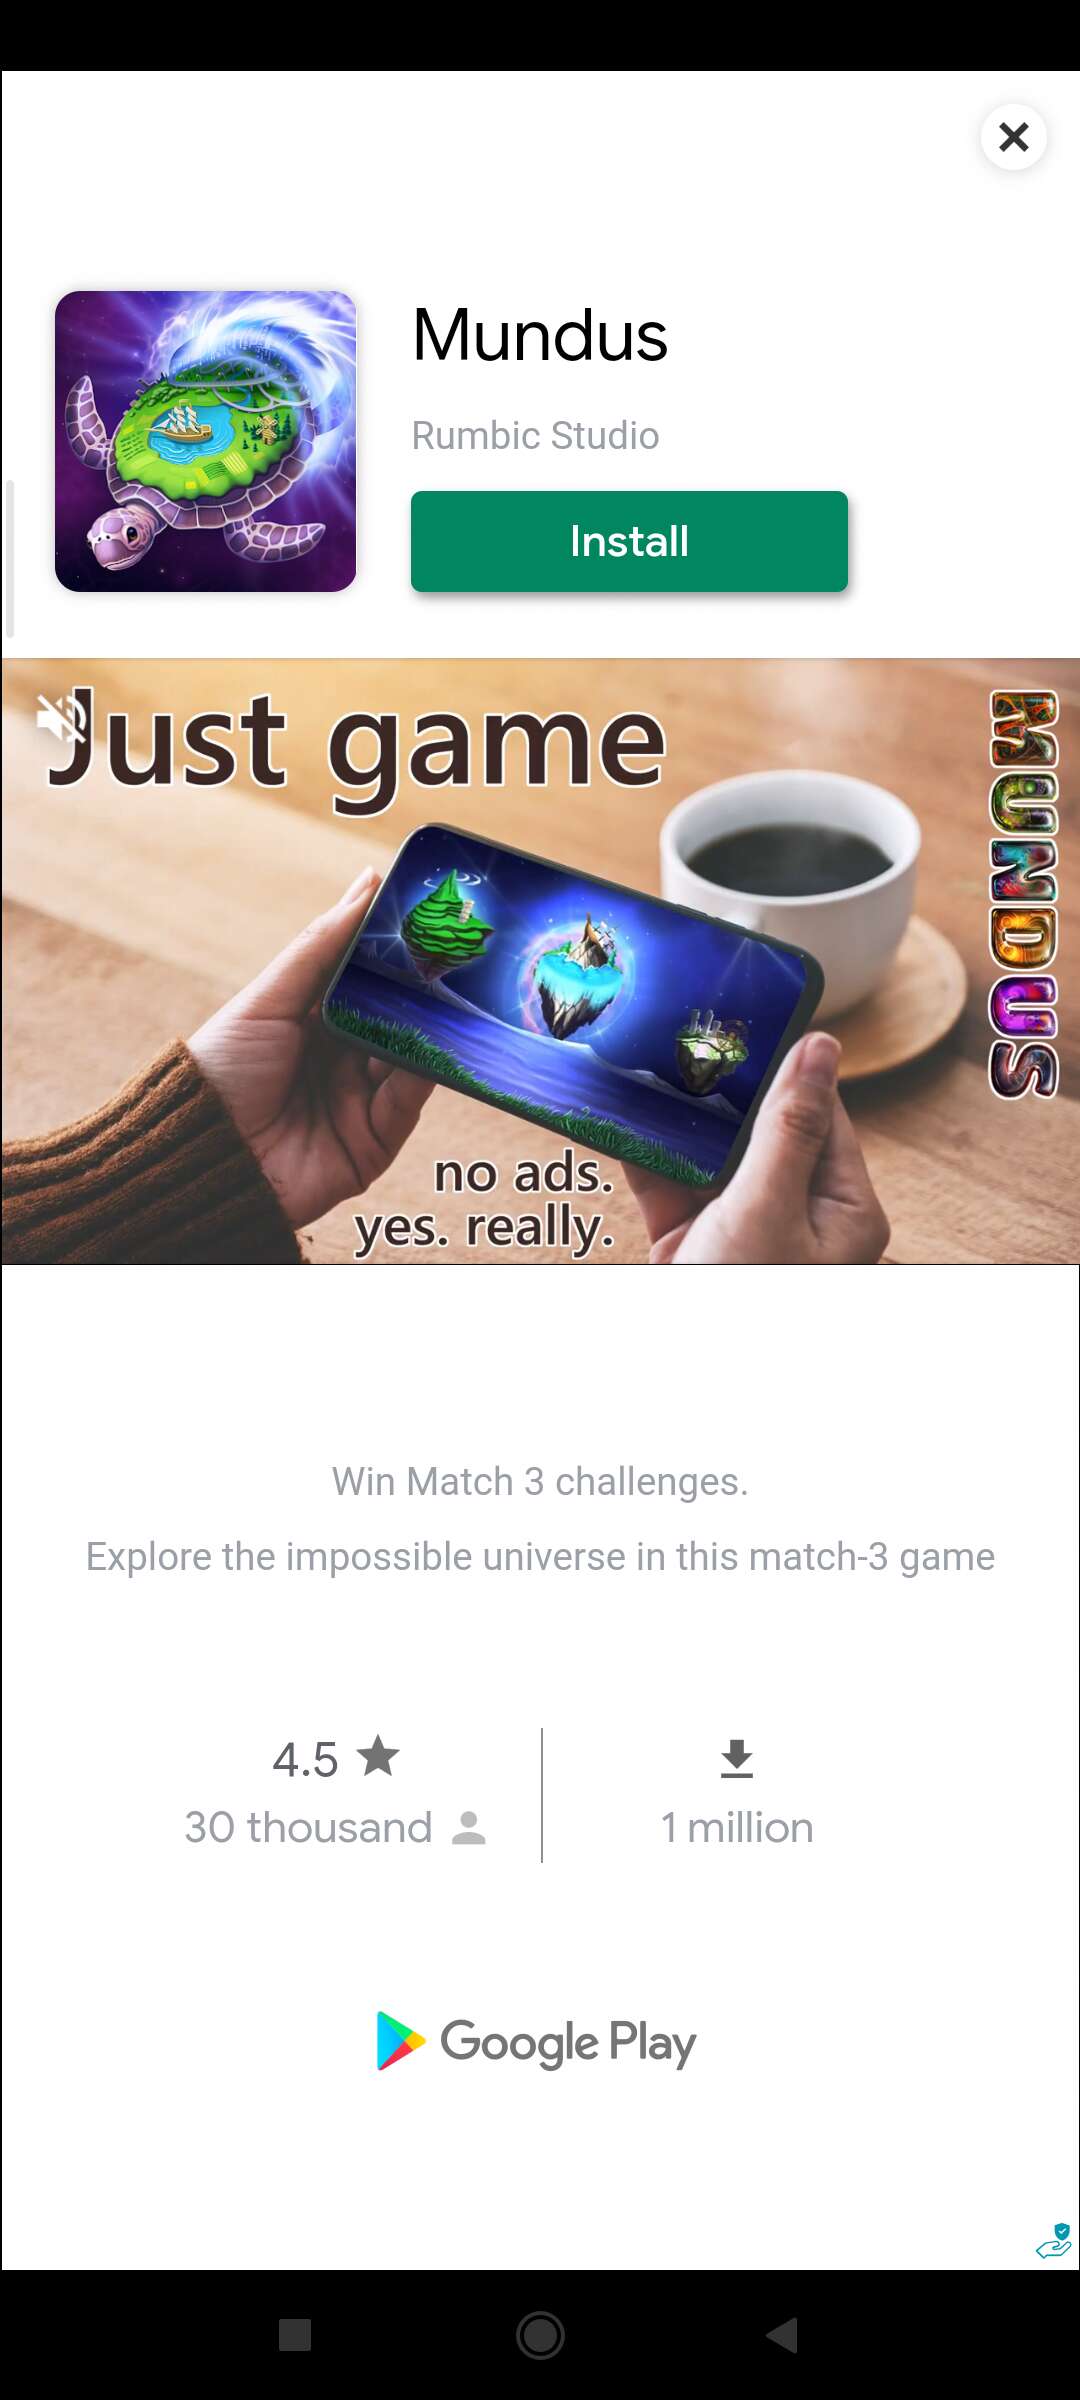 Mundus
Rumbic Studio
Install
Just game
MUNDUS
no ads.
yes. really.
Win Match 3 challenges.
Explore the impossible universe in this match-3 game
4.5
30 thousand
1 million
Google Play